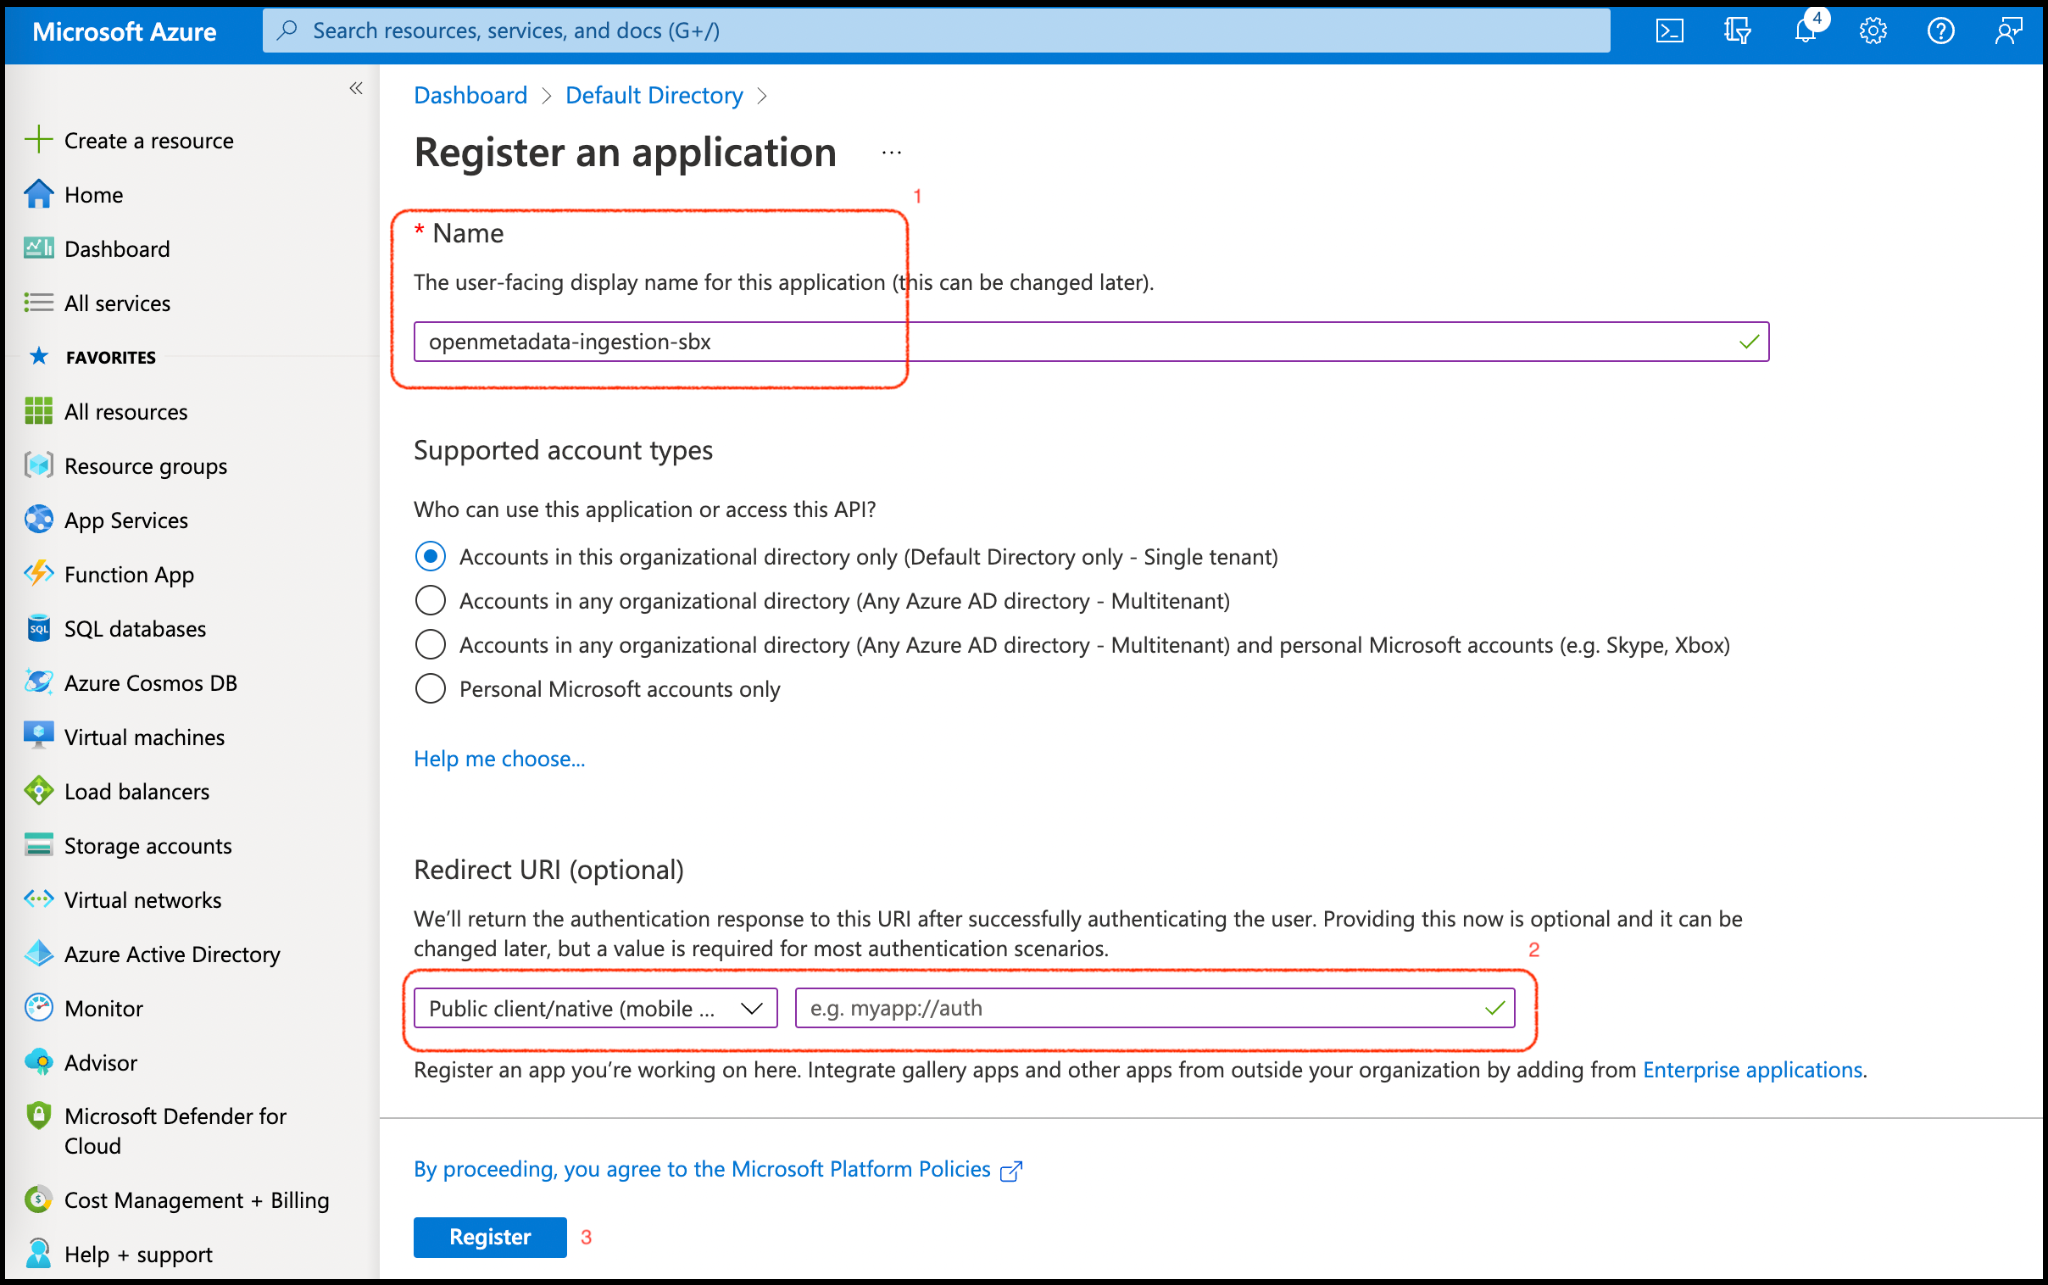 Microsoft Azure
Search resources, services, and docs (G+/)
4
«
Create a resource
Home
Dashboard
All services
FAVORITES
All resources
Resource groups
App Services
Function App
SQL databases
Azure Cosmos DB
Virtual machines
Load balancers
Storage accounts
Virtual networks
Azure Active Directory
Monitor
Advisor
Microsoft Defender for
Cloud
Cost Management + Billing
Help + support
Dashboard > Default Directory >
Register an application ...
1
* Name
The user-facing display name for this application (this can be changed later).
openmetadata-ingestion-sbx
Supported account types
Who can use this application or access this API?
Accounts in this organizational directory only (Default Directory only - Single tenant)
Accounts in any organizational directory (Any Azure AD directory - Multitenant)
Accounts in any organizational directory (Any Azure AD directory - Multitenant) and personal Microsoft accounts (e.g. Skype, Xbox)
Personal Microsoft accounts only
Help me choose...
Redirect URI (optional)
We’ll return the authentication response to this URI after successfully authenticating the user. Providing this now is optional and it can be
changed later, but a value is required for most authentication scenarios.
2
Public client/native (mobile ... e.g. myapp://auth
Register an app you’re working on here. Integrate gallery apps and other apps from outside your organization by adding from Enterprise applications.
By proceeding, you agree to the Microsoft Platform Policies
Register 3